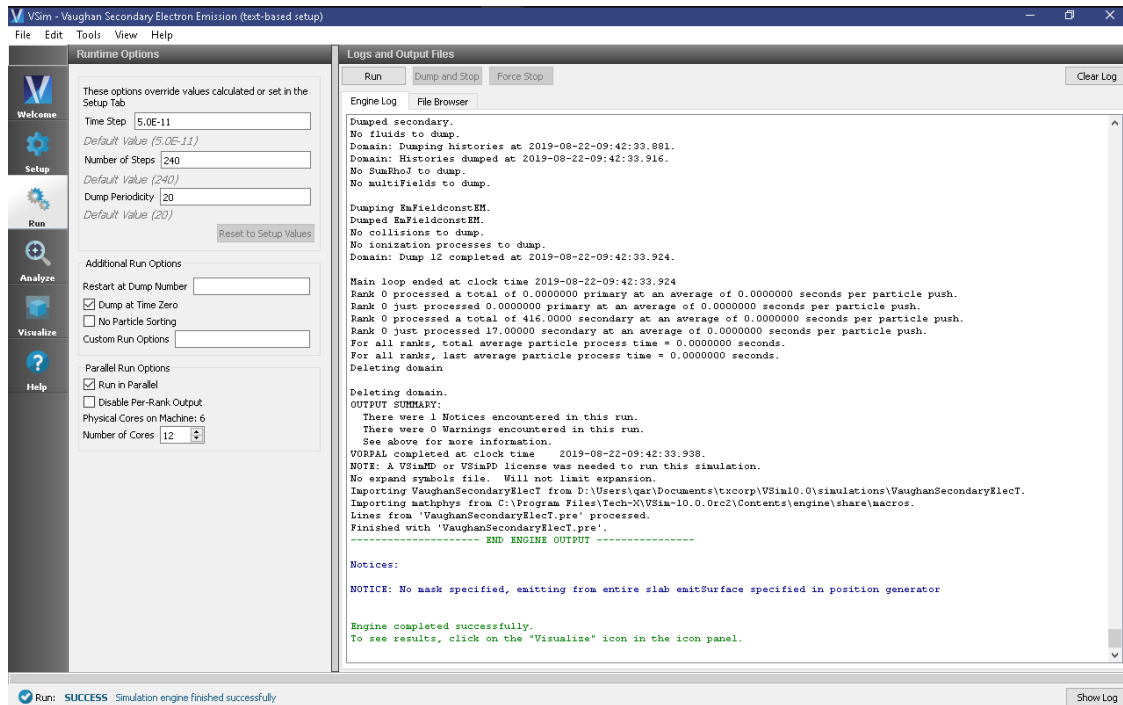 VSim - Vaughan Secondary Electron Emission (text-based setup)
File Edit Tools View Help
Welcome
Setup
Run
Analyze
Visualize
Help
Runtime Options
These options override values calculated or set in the
Setup Tab
Time Step 5.0E-11
Default Value (5.0E-11)
Number of Steps 240
Default Value (240)
Dump Periodicity 20
Default Value (20)
Reset to Setup Values
Additional Run Options
Restart at Dump Number
Dump at Time Zero
No Particle Sorting
Custom Run Options
Parallel Run Options
Run in Parallel
Disable Per-Rank Output
Physical Cores on Machine: 6
Number of Cores 12
Logs and Output Files
Run Dump and Stop Force Stop Clear Log
Engine Log File Browser
Dumped secondary.
No fluids to dump.
Domain: Dumping histories at 2019-08-22-09:42:33.881.
Domain: Histories dumped at 2019-08-22-09:42:33.916.
No SumRhoJ to dump.
No multiFields to dump.
Dumping EmFieldconstEM.
Dumped EmFieldconstEM.
No collisions to dump.
No ionization processes to dump.
Domain: Dump 12 completed at 2019-08-22-09:42:33.924.
Main loop ended at clock time 2019-08-22-09:42:33.924
Rank 0 processed a total of 0.0000000 primary at an average of 0.0000000 seconds per particle push.
Rank 0 just processed 0.0000000 primary at an average of 0.0000000 seconds per particle push.
Rank 0 processed a total of 416.0000 secondary at an average of 0.0000000 seconds per particle push.
Rank 0 just processed 17.00000 secondary at an average of 0.0000000 seconds per particle push.
For all ranks, total average particle process time = 0.0000000 seconds.
For all ranks, last average particle process time = 0.0000000 seconds.
Deleting domain
Deleting domain.
OUTPUT SUMMARY:
There were 1 Notices encountered in this run.
There were 0 Warnings encountered in this run.
See above for more information.
VORPAL completed at clock time 2019-08-22-09:42:33.938.
NOTE: A VSimMD or VSimPD license was needed to run this simulation.
No expand symbols file. Will not limit expansion.
Importing VaughanSecondaryElecT from D:\Users\qar\Documents\txcorp\VSim10.0\simulations\VaughanSecondaryElecT.
Importing mathphys from C:\Program Files\Tech-X\VSim-10.0.0rc2\Contents\engine\share\macros.
Lines from 'VaughanSecondaryElecT.pre' processed.
Finished with 'VaughanSecondaryElecT.pre'.
--------------------- END ENGINE OUTPUT ----------------
Notices:
NOTICE: No mask specified, emitting from entire slab emitSurface specified in position generator
Engine completed successfully.
To see results, click on the "Visualize" icon in the icon panel.
Run: SUCCESS Simulation engine finished successfully
Show Log